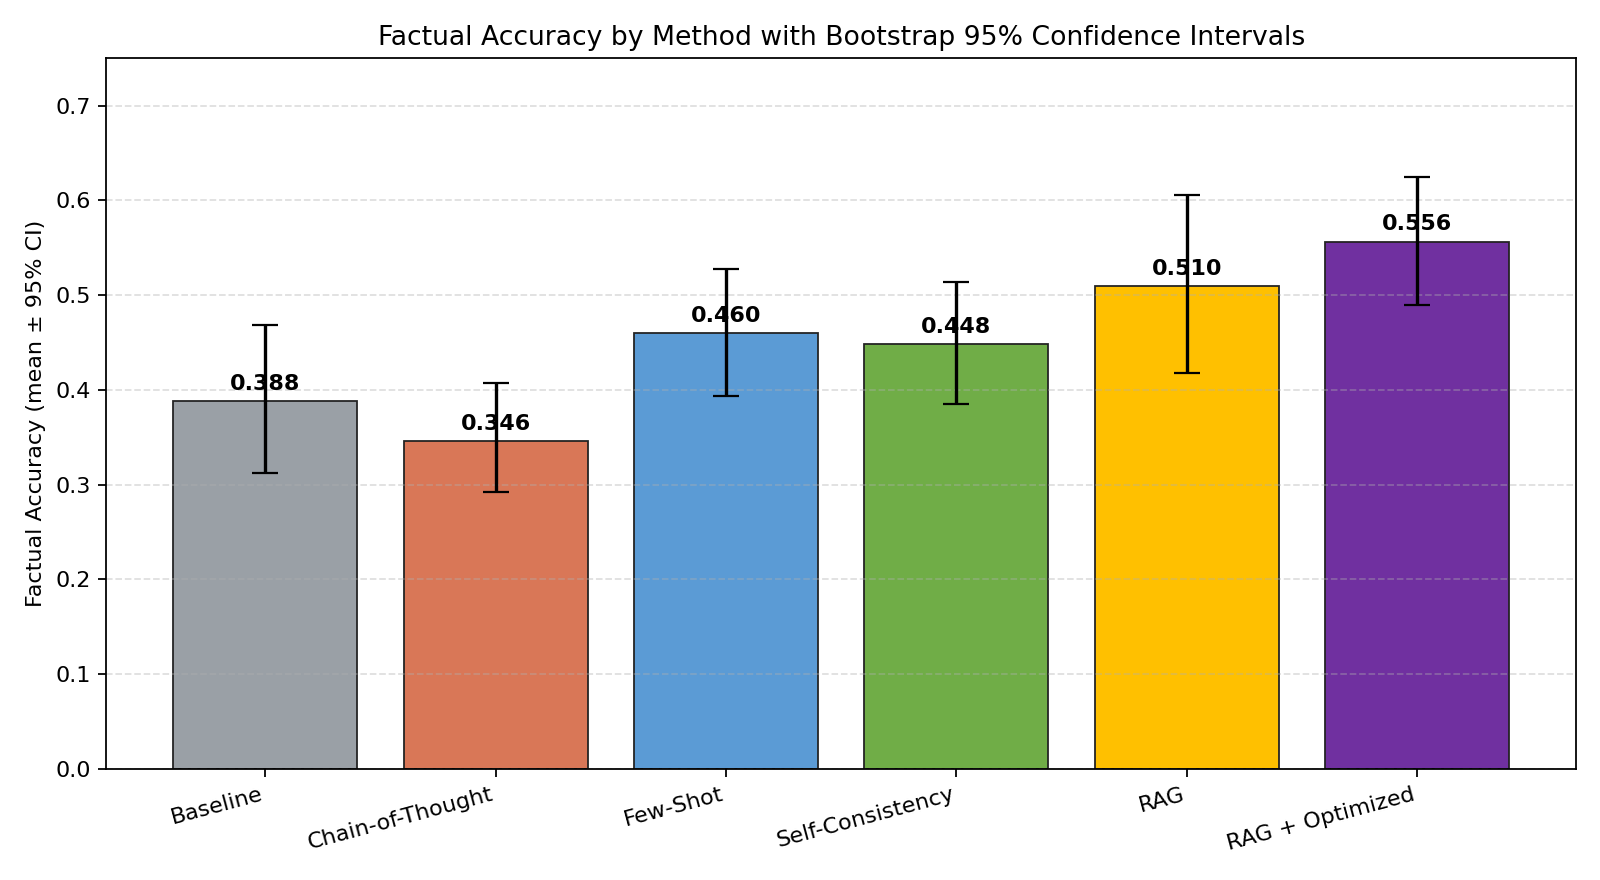 Factual Accuracy by Method with Bootstrap 95% Confidence Intervals
Factual Accuracy (mean ± 95% CI)
0.7
0.6
0.5
0.4
0.3
0.2
0.1
0.0
0.388
0.346
0.460
0.448
0.510
0.556
Baseline
Chain-of-Thought
Few-Shot
Self-Consistency
RAG
RAG + Optimized